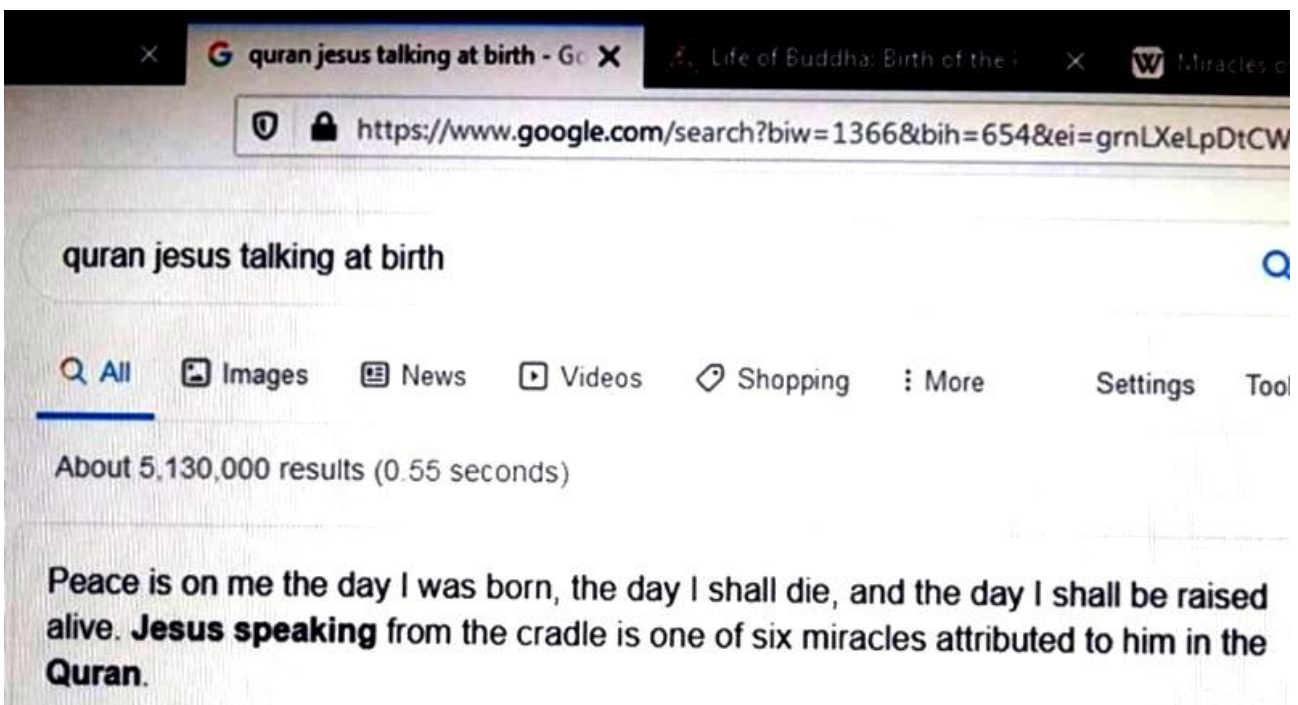 quran jesus talking at birth - Go
Life of Buddha: Birth of the
Miracles o
https://www.google.com/search?biw=1366&bih=654&ei=grnLXeLpDtCW
quran jesus talking at birth
All Images News Videos Shopping More Settings Tool
About 5,130,000 results (0.55 seconds)
Peace is on me the day I was born, the day I shall die, and the day I shall be raised
alive. Jesus speaking from the cradle is one of six miracles attributed to him in the
Quran.